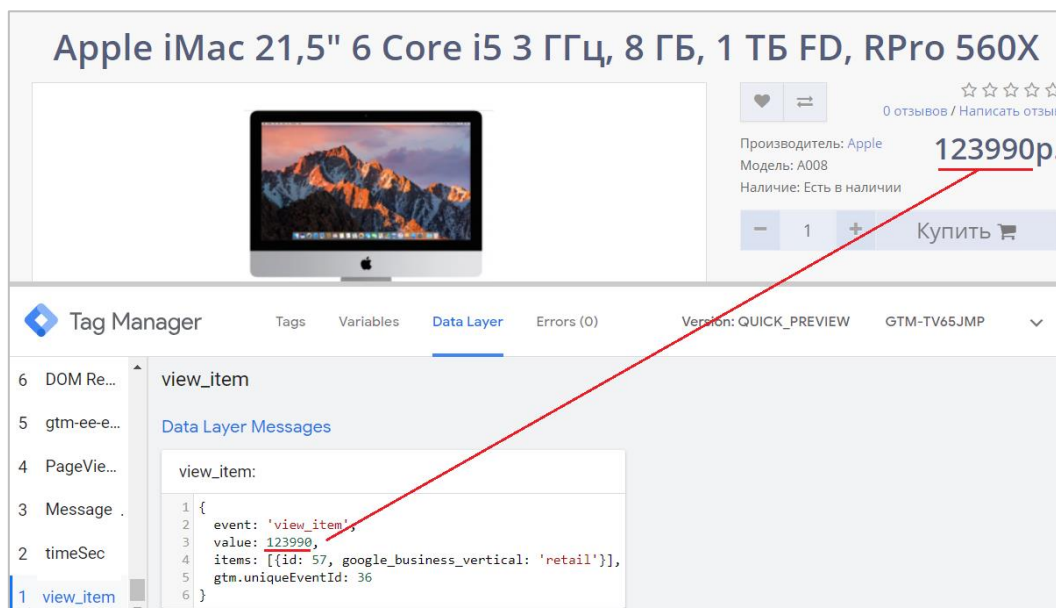 Apple iMac 21,5" 6 Core i5 3 ГГц, 8 ГБ, 1 ТБ FD, RPro 560X
0 отзывов / Написать отзыв
Производитель: Apple
123990р.
Модель: A008
Наличие: Есть в наличии
− 1 + Купить
Tag Manager Tags Variables Data Layer Errors (0) Version: QUICK_PREVIEW GTM-TV65JMP
6 DOM Re...
5 gtm-ee-e...
4 PageVie...
3 Message .
2 timeSec
1 view_item
view_item
Data Layer Messages
view_item:
1 {
2 event: 'view_item',
3 value: 123990,
4 items: [{id: 57, google_business_vertical: 'retail'}],
5 gtm.uniqueEventId: 36
6 }